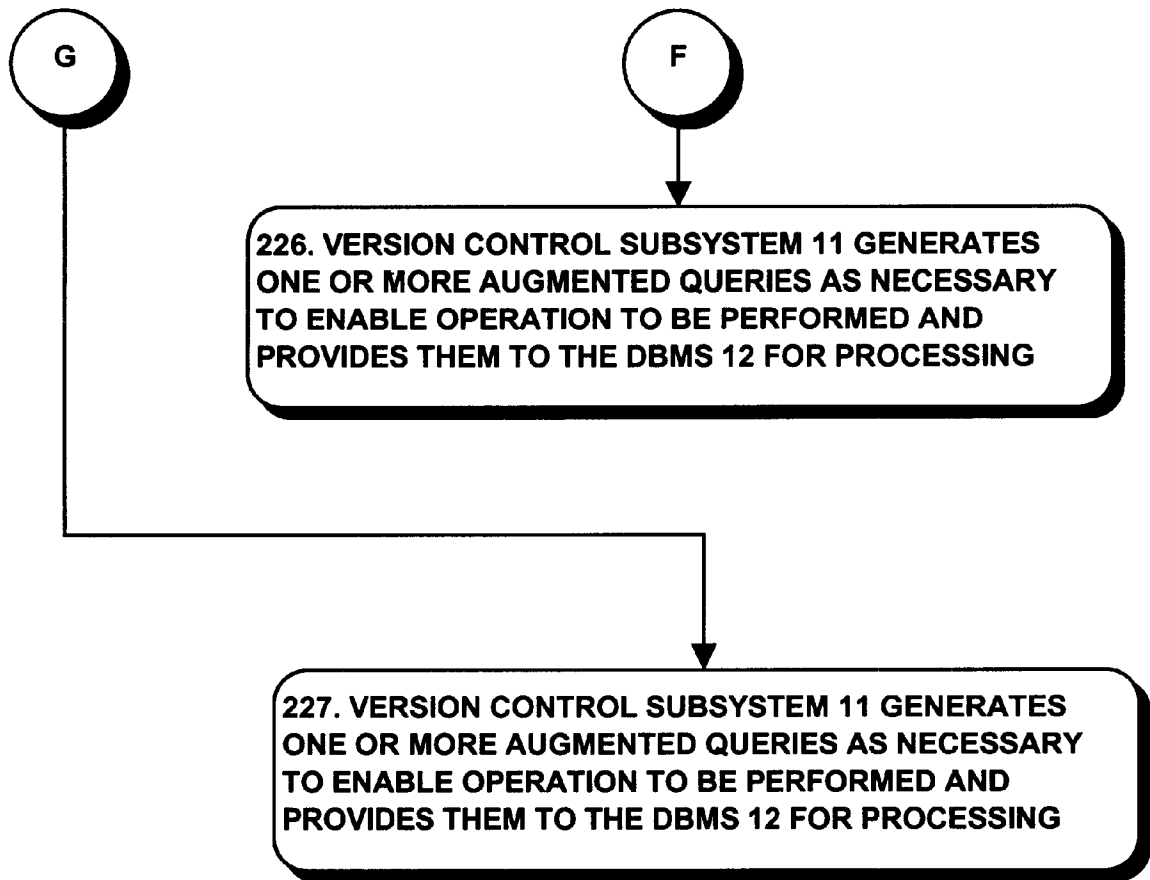 G
F
226. VERSION CONTROL SUBSYSTEM 11 GENERATES
ONE OR MORE AUGMENTED QUERIES AS NECESSARY
TO ENABLE OPERATION TO BE PERFORMED AND
PROVIDES THEM TO THE DBMS 12 FOR PROCESSING
227. VERSION CONTROL SUBSYSTEM 11 GENERATES
ONE OR MORE AUGMENTED QUERIES AS NECESSARY
TO ENABLE OPERATION TO BE PERFORMED AND
PROVIDES THEM TO THE DBMS 12 FOR PROCESSING